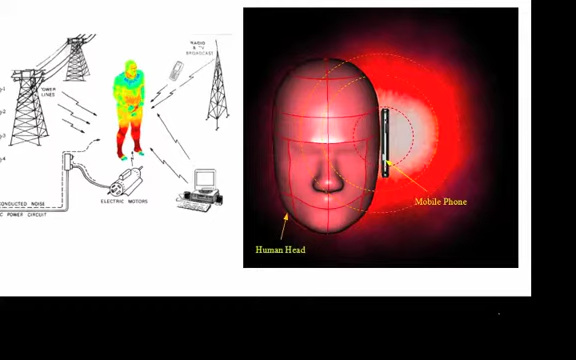 RADIO
& TV
BROADCAST
POWER
LINES
ELECTRIC MOTORS
CONDUCTED NOISE
POWER CIRCUIT
Mobile Phone
Human Head